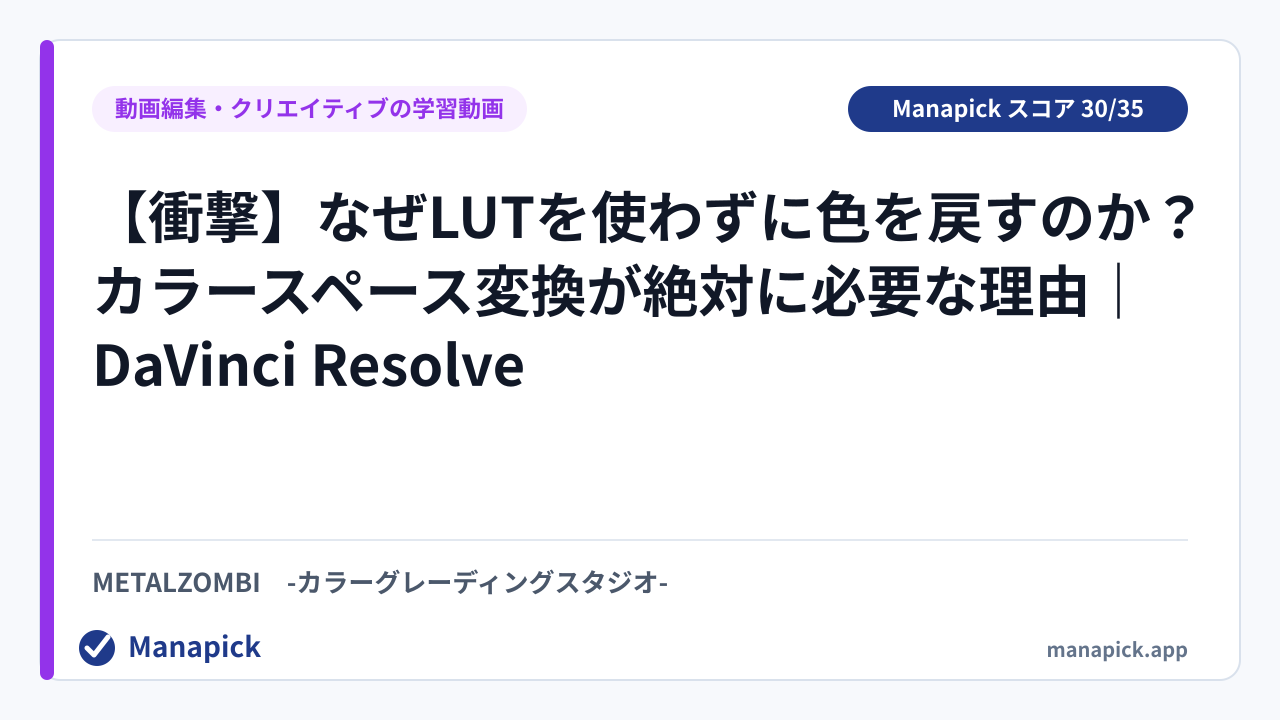 動画編集・クリエイティブの学習動画
Manapick スコア 30/35
【衝撃】なぜLUTを使わずに色を戻すのか？
カラースペース変換が絶対に必要な理由｜
DaVinci Resolve
METALZOMBI　-カラーグレーディングスタジオ-
Manapick
manapick.app